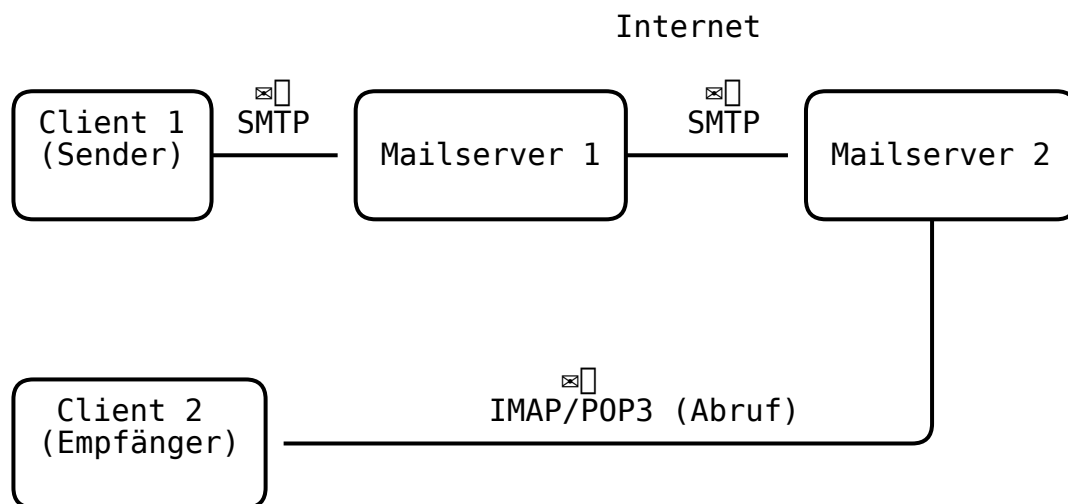 Internet
✉
SMTP
✉
SMTP
Client 1
(Sender)
Mailserver 1
Mailserver 2
✉
IMAP/POP3 (Abruf)
Client 2
(Empfänger)